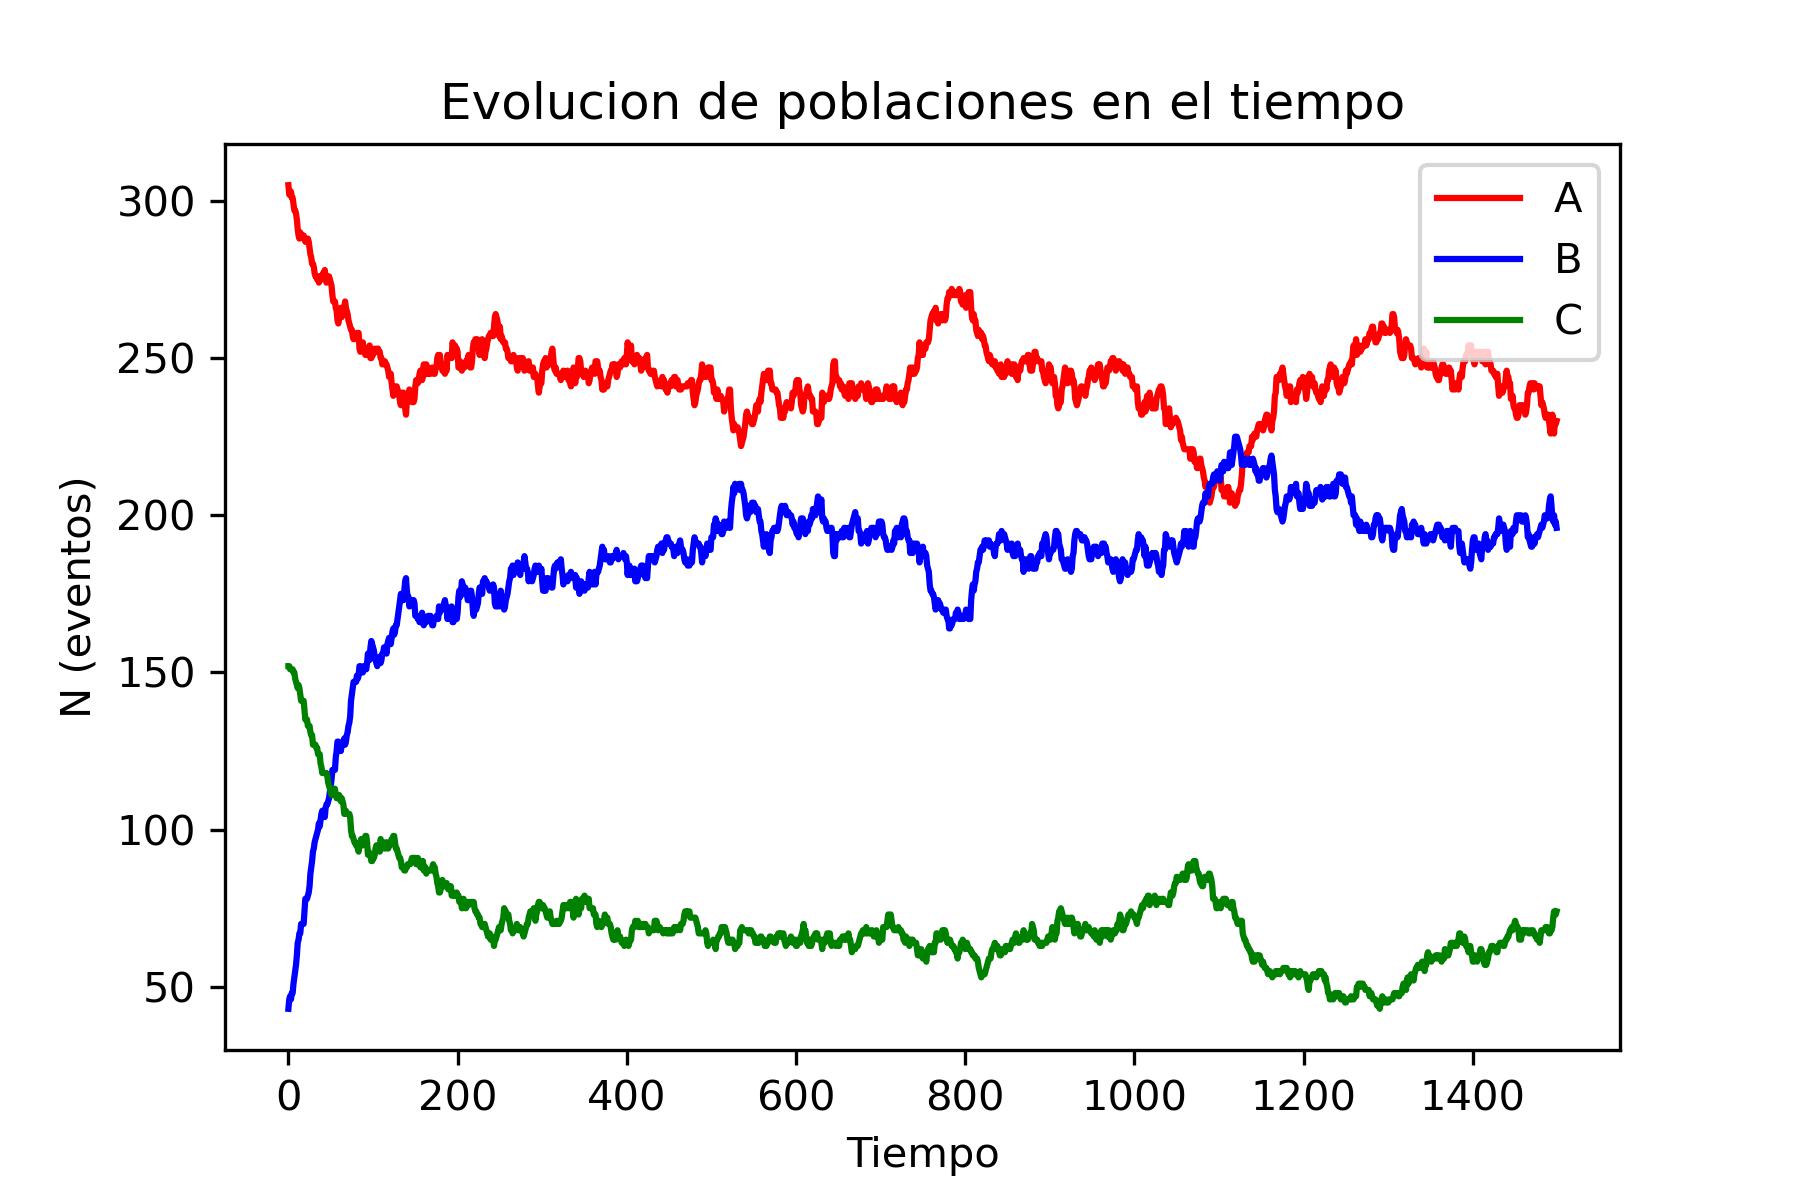 Evolucion de poblaciones en el tiempo
A
B
C
N (eventos)
300
250
200
150
100
50
0 200 400 600 800 1000 1200 1400
Tiempo